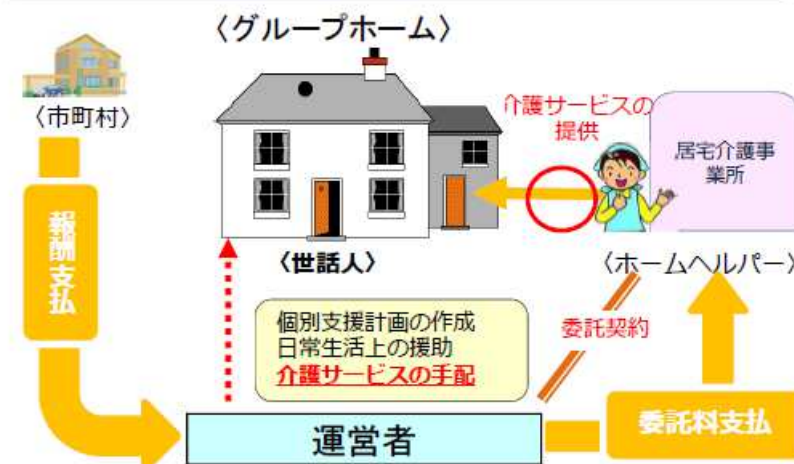 〈グループホーム〉
〈市町村〉
介護サービスの
提供
居宅介護事
業所
報酬支払
〈世話人〉
〈ホームヘルパー〉
個別支援計画の作成
日常生活上の援助
介護サービスの手配
委託契約
運営者
委託料支払